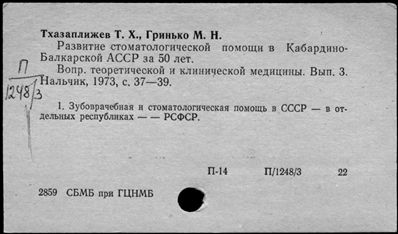 Тхазаплижев Т. Х., Гринько М. Н.
Развитие стоматологической помощи в Кабардино-
Балкарской АССР за 50 лет.
П
1248/3
Вопр. теоретической и клинической медицины. Вып. 3.
Нальчик, 1973, с. 37—39.
1. Зубоврачебная и стоматологическая помощь в СССР — в от-
дельных республиках — — РСФСР.
П-14 П/1248/3 22
2859 СБМБ при ГЦНМБ